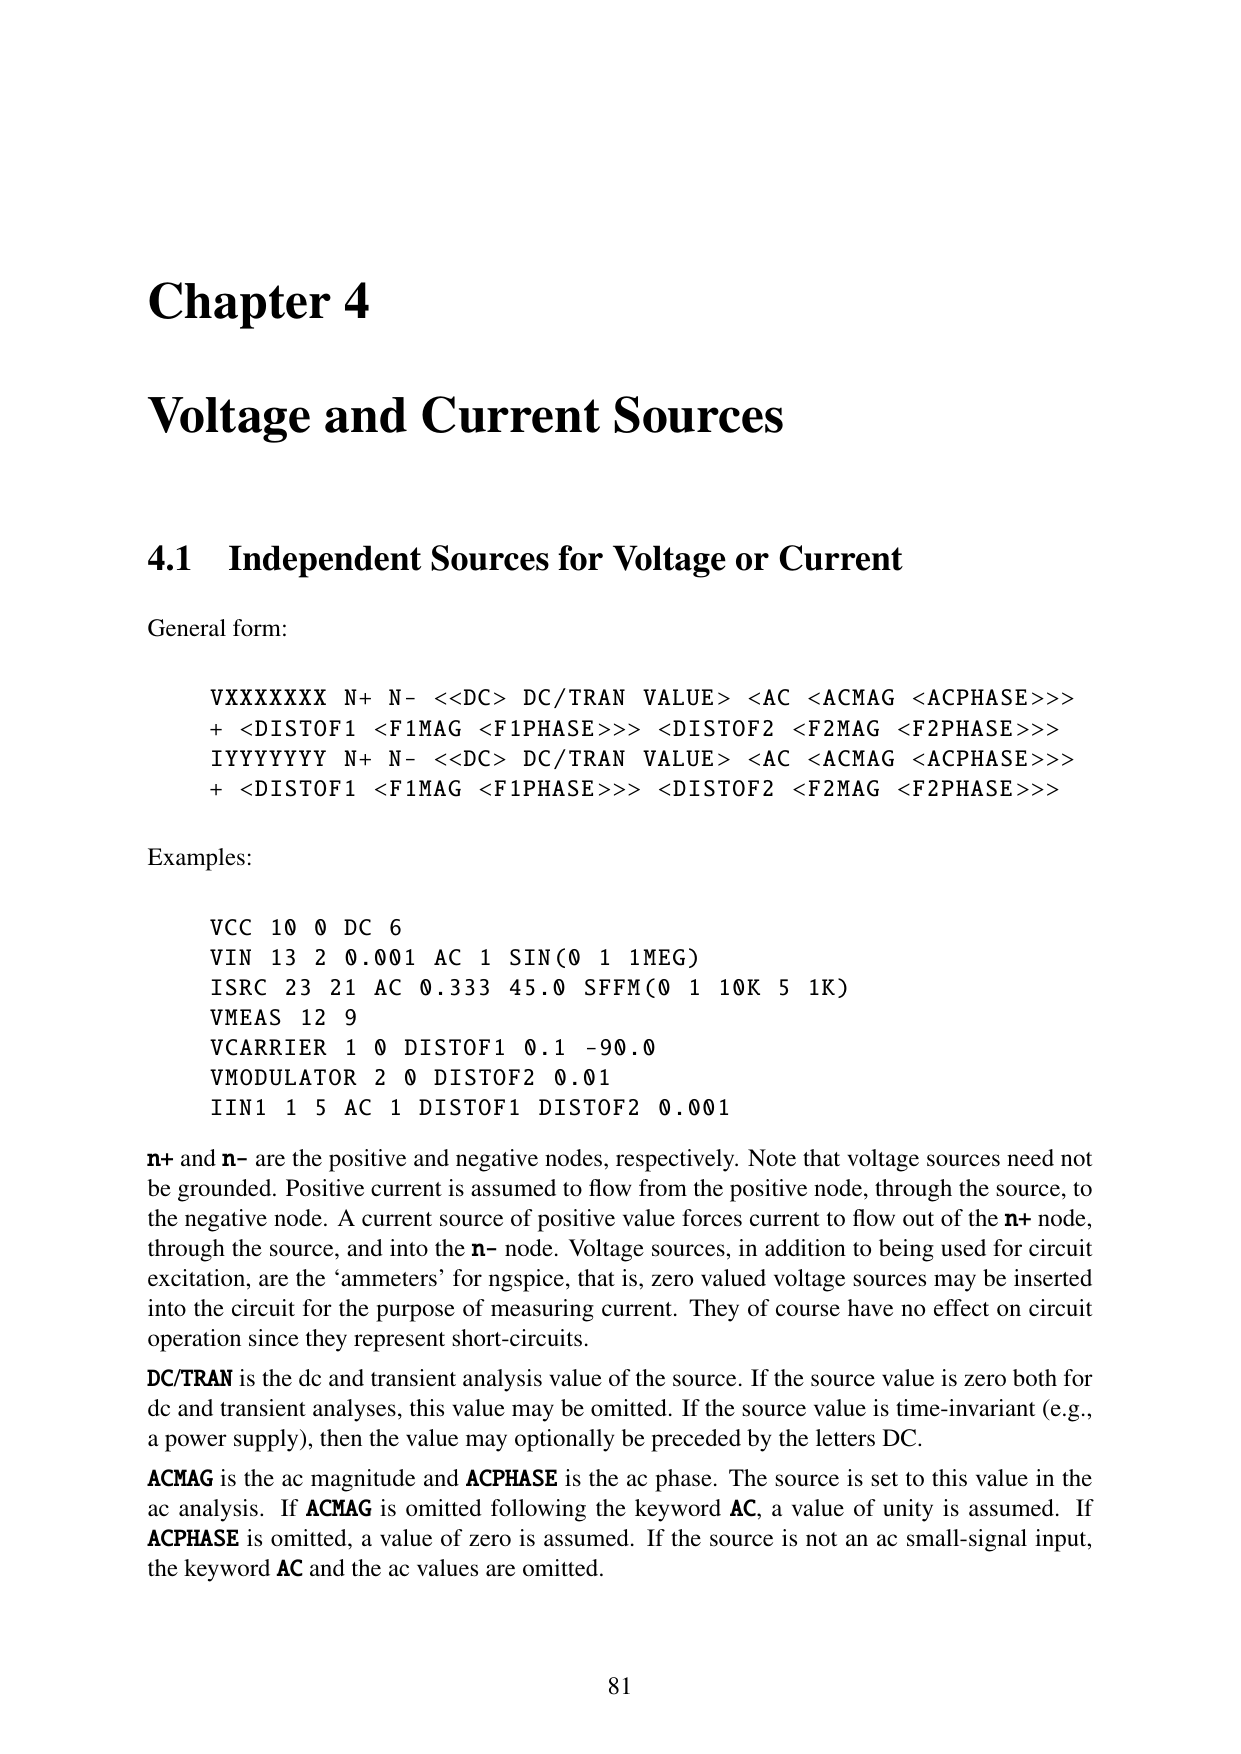 Chapter 4
Voltage and Current Sources
4.1 Independent Sources for Voltage or Current
General form:
VXXXXXXX N+ N- <<DC> DC/TRAN VALUE> <AC <ACMAG <ACPHASE>>>
+ <DISTOF1 <F1MAG <F1PHASE>>> <DISTOF2 <F2MAG <F2PHASE>>>
IYYYYYYY N+ N- <<DC> DC/TRAN VALUE> <AC <ACMAG <ACPHASE>>>
+ <DISTOF1 <F1MAG <F1PHASE>>> <DISTOF2 <F2MAG <F2PHASE>>>
Examples:
VCC 10 0 DC 6
VIN 13 2 0.001 AC 1 SIN(0 1 1MEG)
ISRC 23 21 AC 0.333 45.0 SFFM(0 1 10K 5 1K)
VMEAS 12 9
VCARRIER 1 0 DISTOF1 0.1 -90.0
VMODULATOR 2 0 DISTOF2 0.01
IIN1 1 5 AC 1 DISTOF1 DISTOF2 0.001
n+ and n- are the positive and negative nodes, respectively. Note that voltage sources need not
be grounded. Positive current is assumed to flow from the positive node, through the source, to
the negative node. A current source of positive value forces current to flow out of the n+ node,
through the source, and into the n- node. Voltage sources, in addition to being used for circuit
excitation, are the ‘ammeters’ for ngspice, that is, zero valued voltage sources may be inserted
into the circuit for the purpose of measuring current. They of course have no effect on circuit
operation since they represent short-circuits.
DC/TRAN is the dc and transient analysis value of the source. If the source value is zero both for
dc and transient analyses, this value may be omitted. If the source value is time-invariant (e.g.,
a power supply), then the value may optionally be preceded by the letters DC.
ACMAG is the ac magnitude and ACPHASE is the ac phase. The source is set to this value in the
ac analysis. If ACMAG is omitted following the keyword AC, a value of unity is assumed. If
ACPHASE is omitted, a value of zero is assumed. If the source is not an ac small-signal input,
the keyword AC and the ac values are omitted.
81